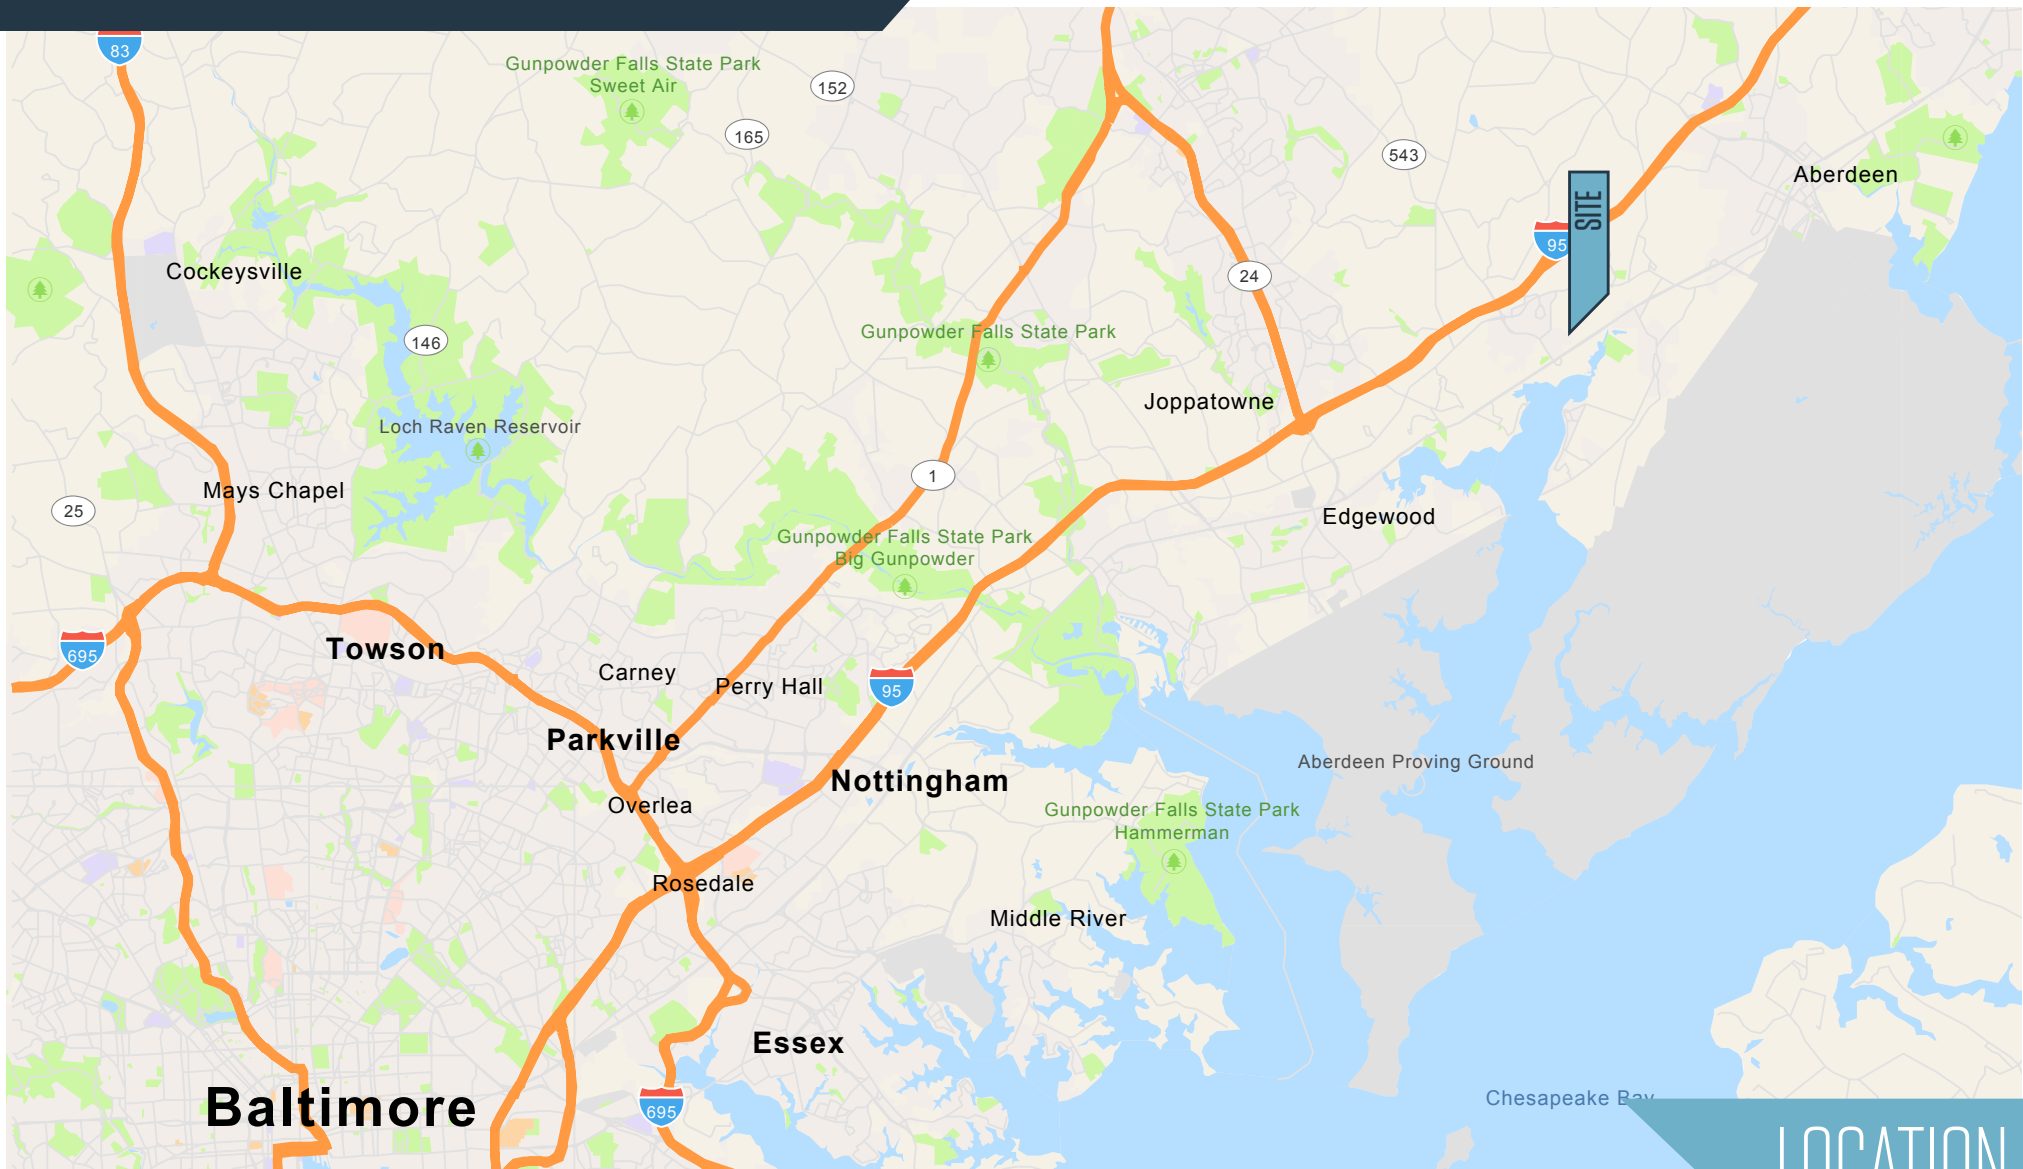 83
Gunpowder Falls State Park
Sweet Air
152
165
543
Aberdeen
SITE
95
Cockeysville
24
146
Gunpowder Falls State Park
Joppatowne
Loch Raven Reservoir
1
Mays Chapel
25
Edgewood
Gunpowder Falls State Park
Big Gunpowder
695
Towson
Carney
Perry Hall
95
Parkville
Nottingham
Aberdeen Proving Ground
Overlea
Gunpowder Falls State Park
Hammerman
Rosedale
Middle River
Essex
Baltimore
695
Chesapeake Bay
LOCATION